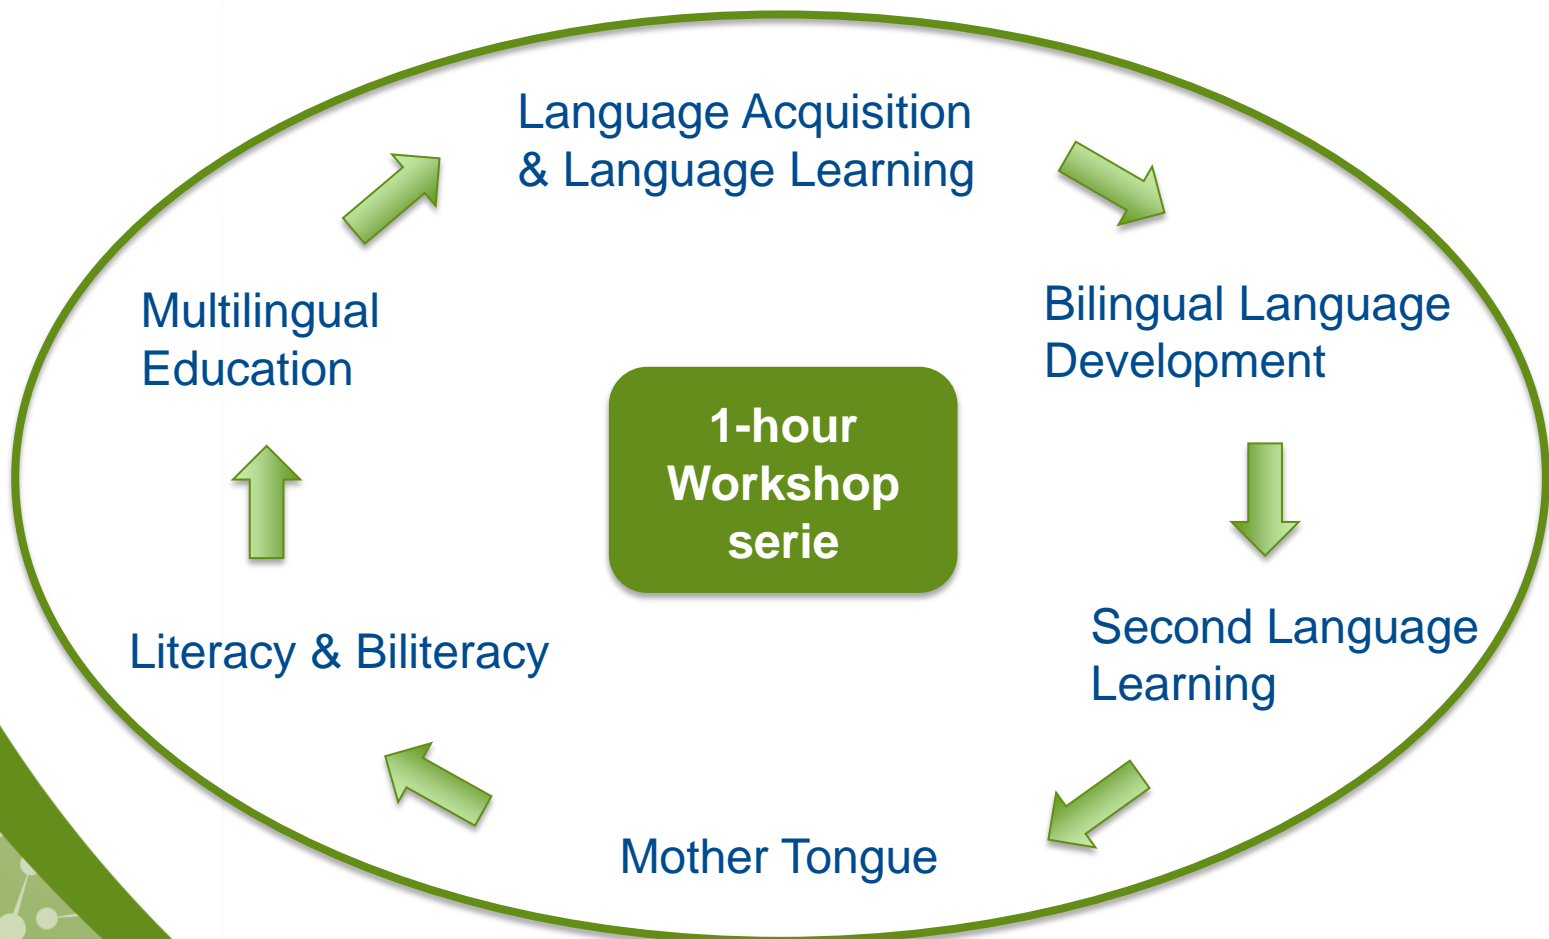 Language Acquisition
& Language Learning
Bilingual Language
Development
Second Language
Learning
Mother Tongue
Literacy & Biliteracy
Multilingual
Education
1-hour
Workshop
serie